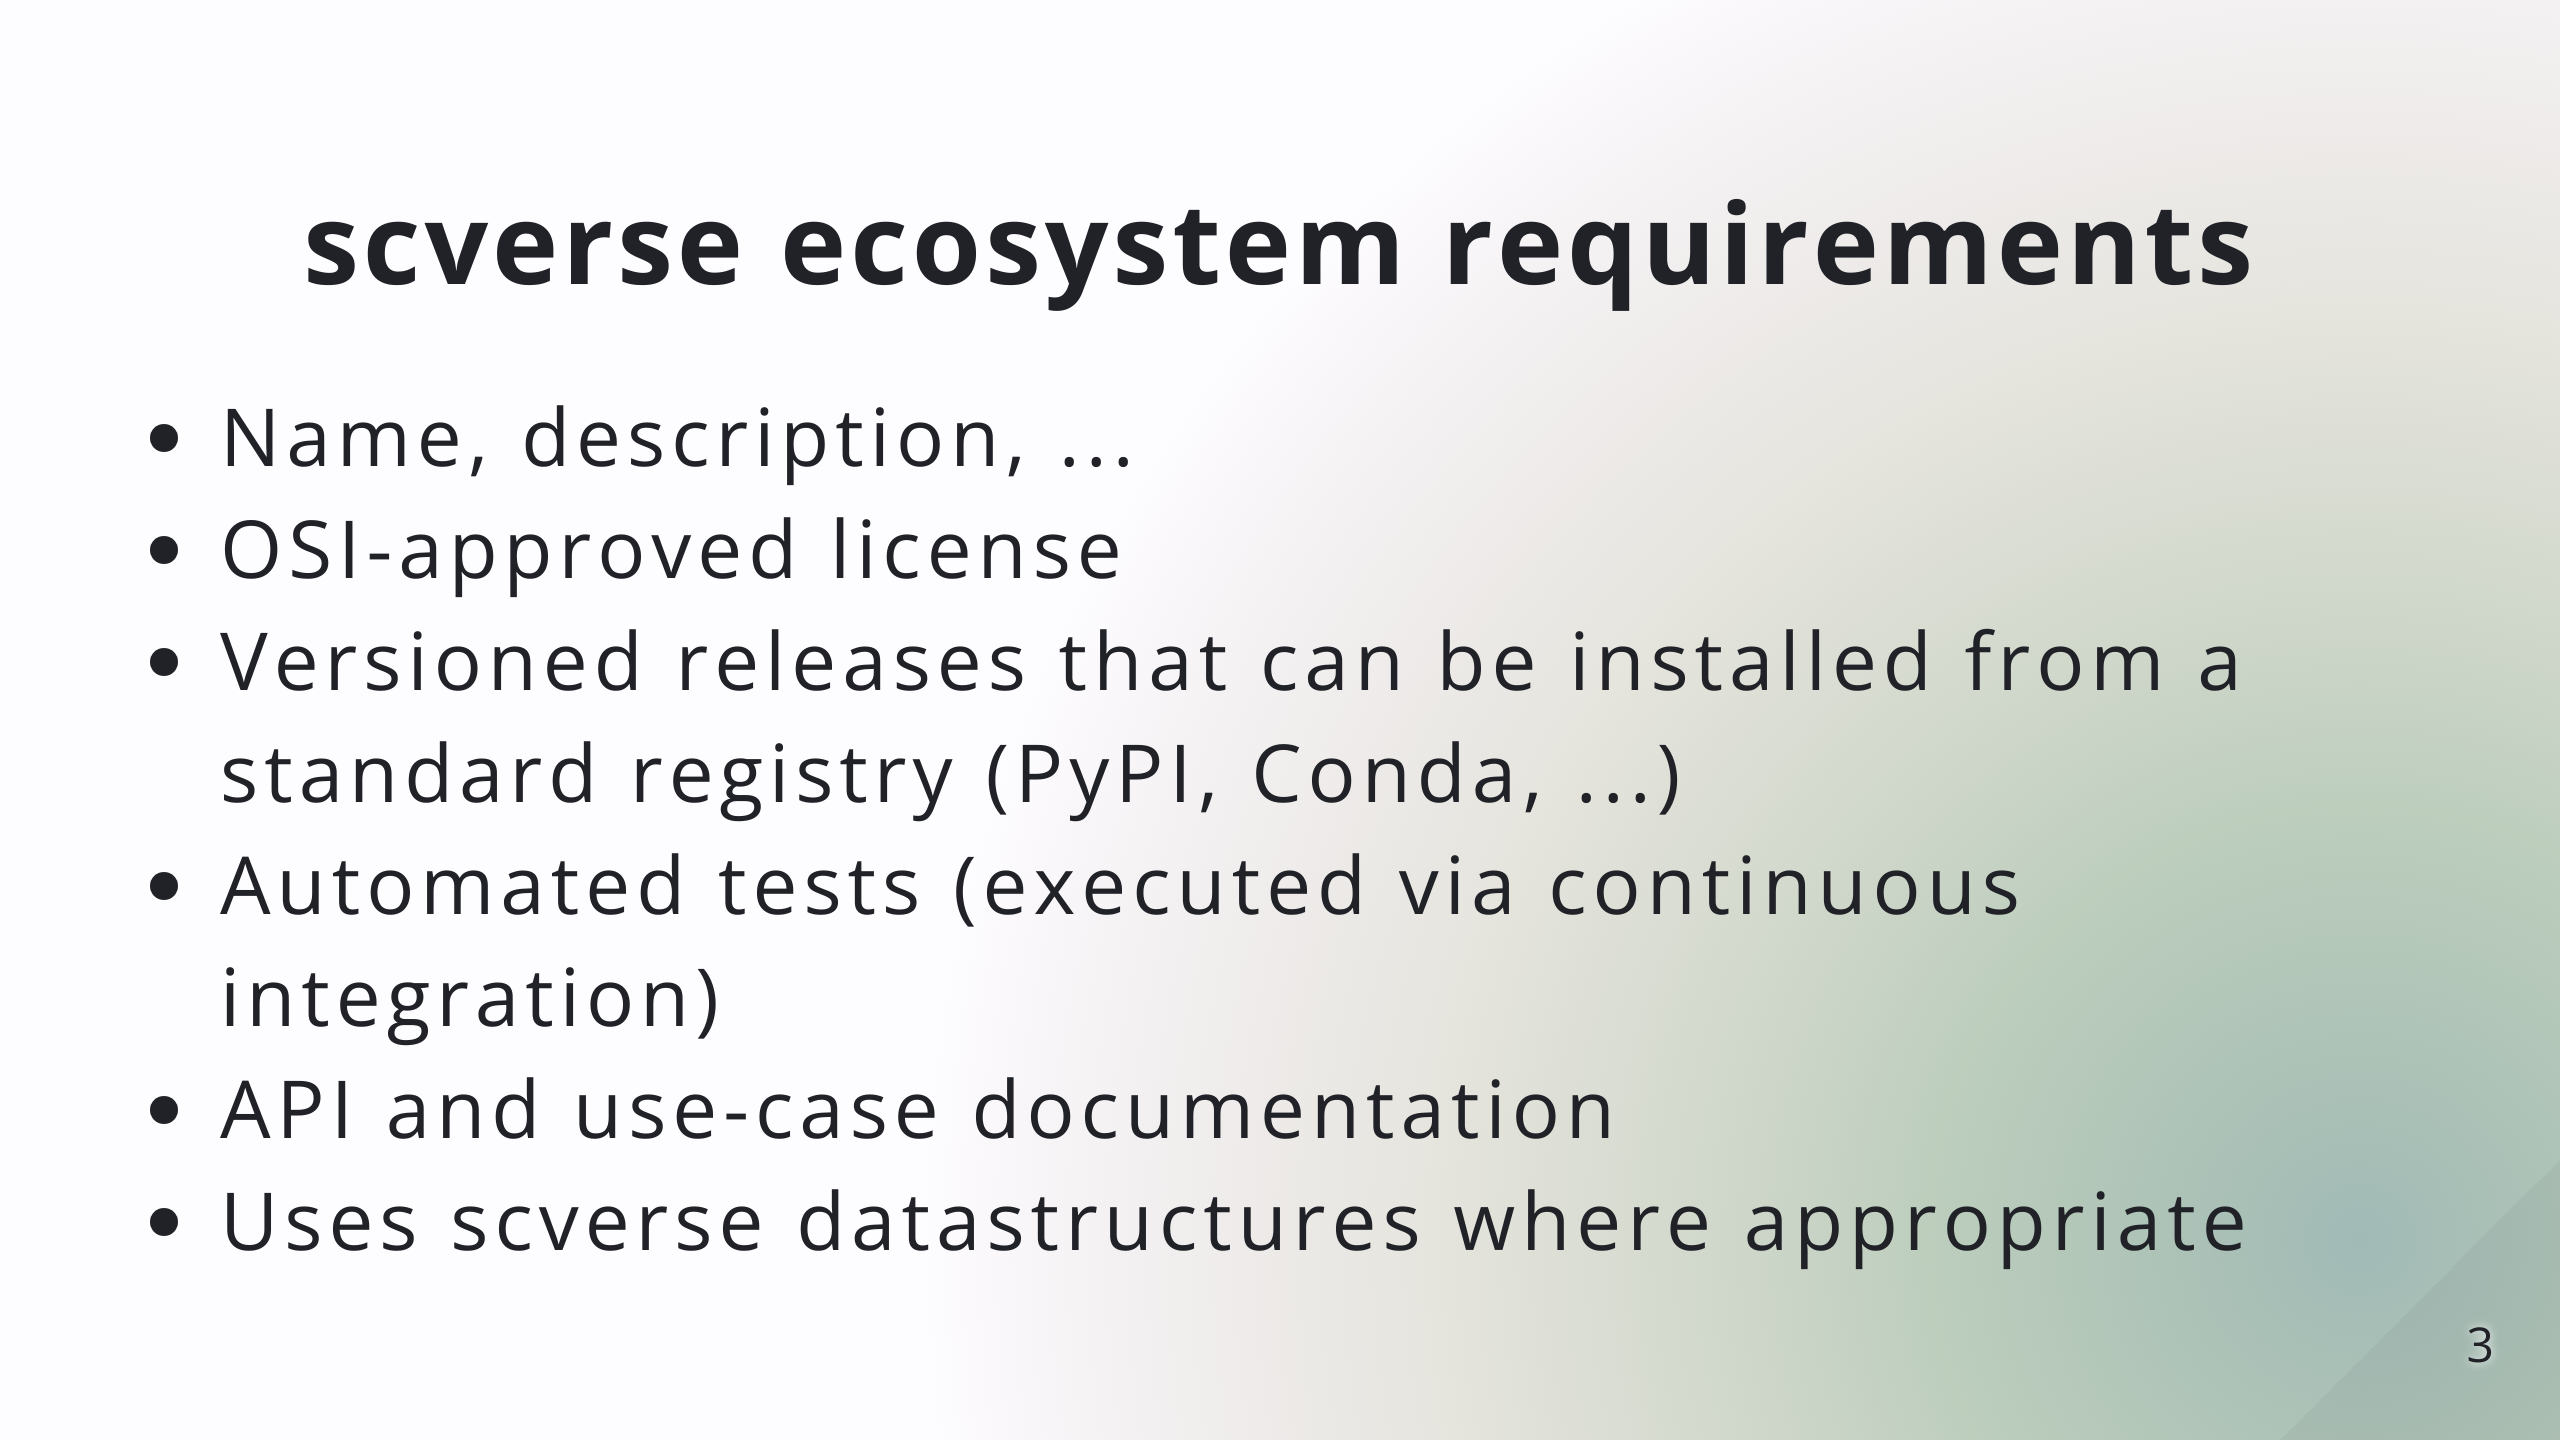 scverse ecosystem requirements
• Name, description, ...
• OSI-approved license
• Versioned releases that can be installed from a
standard registry (PyPI, Conda, ...)
• Automated tests (executed via continuous
integration)
• API and use-case documentation
• Uses scverse datastructures where appropriate
3